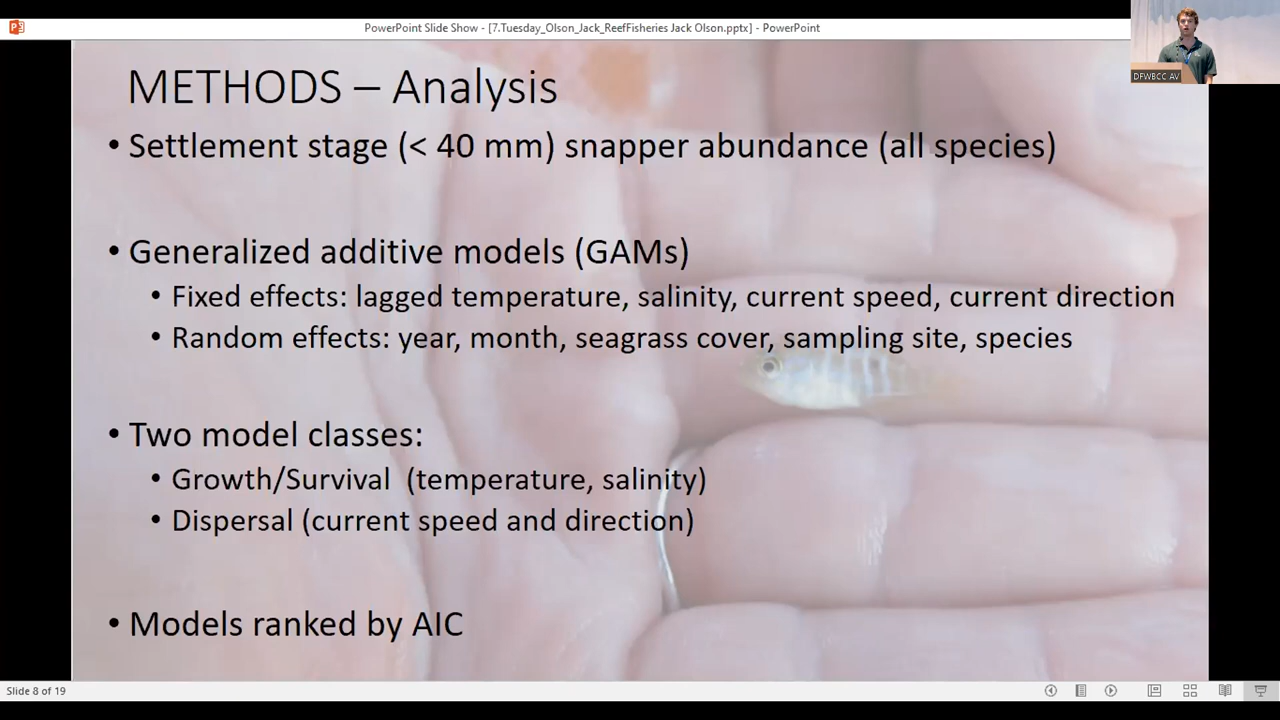 PowerPoint Slide Show - [7.Tuesday_Olson_Jack_ReefFisheries Jack Olson.pptx] - PowerPoint
DFWBCC AV
METHODS – Analysis
• Settlement stage (< 40 mm) snapper abundance (all species)
• Generalized additive models (GAMs)
• Fixed effects: lagged temperature, salinity, current speed, current direction
• Random effects: year, month, seagrass cover, sampling site, species
• Two model classes:
• Growth/Survival (temperature, salinity)
• Dispersal (current speed and direction)
• Models ranked by AIC
Slide 8 of 19